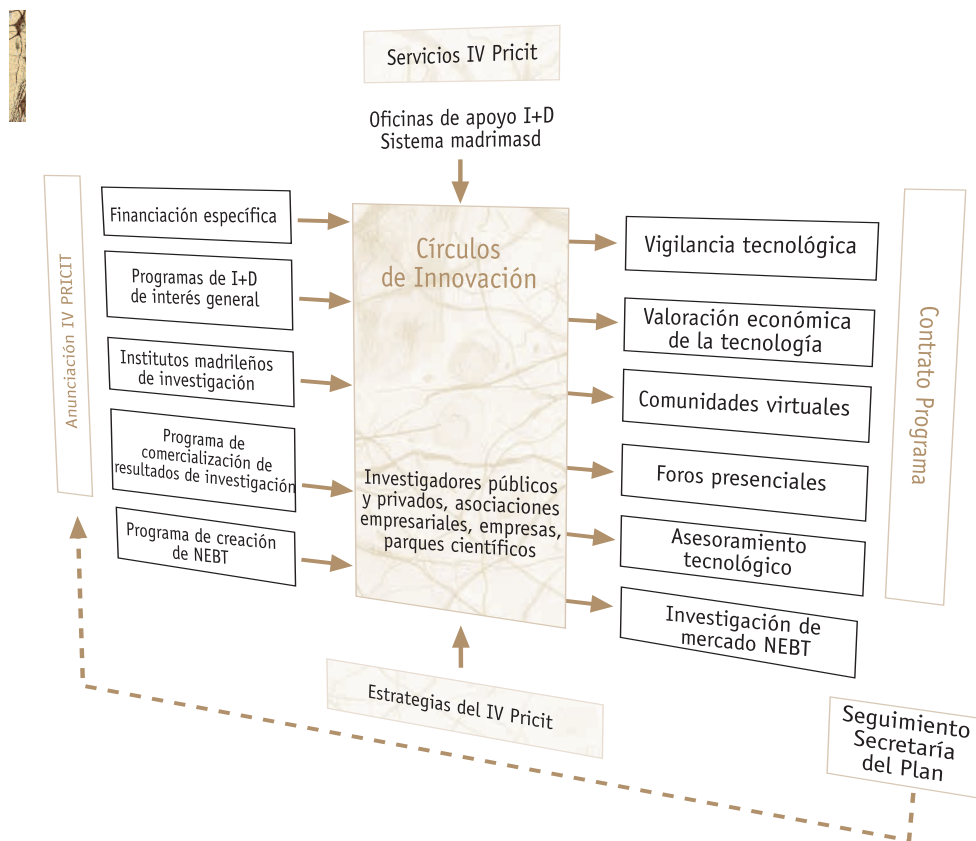 Servicios IV Pricit
Oficinas de apoyo I+D
Sistema madrimasd
Anunciación IV PRICIT
Financiación específica
Programas de I+D
de interés general
Institutos madrileños
de investigación
Programa de
comercialización de
resultados de investigación
Programa de creación
de NEBT
Círculos
de Innovación
Investigadores públicos
y privados, asociaciones
empresariales, empresas,
parques científicos
Vigilancia tecnológica
Valoración económica
de la tecnología
Comunidades virtuales
Foros presenciales
Asesoramiento
tecnológico
Investigación de
mercado NEBT
Contrato Programa
Estrategias del IV Pricit
Seguimiento
Secretaría
del Plan